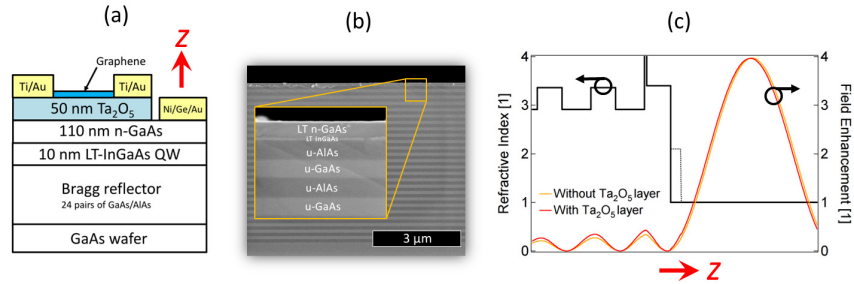 (a)
Z
Graphene
Ti/Au
Ti/Au
50 nm Ta₂O₅
Ni/Ge/Au
110 nm n-GaAs
10 nm LT-InGaAs QW
Bragg reflector
24 pairs of GaAs/AlAs
GaAs wafer
(b)
LT n-GaAs
LT InGaAs
u-AlAs
u-GaAs
u-AlAs
u-GaAs
3 μm
(c)
Refractive Index [1]
4
3
2
1
0
Without Ta₂O₅ layer
With Ta₂O₅ layer
4
3
2
1
0
Field Enhancement [1]
Z